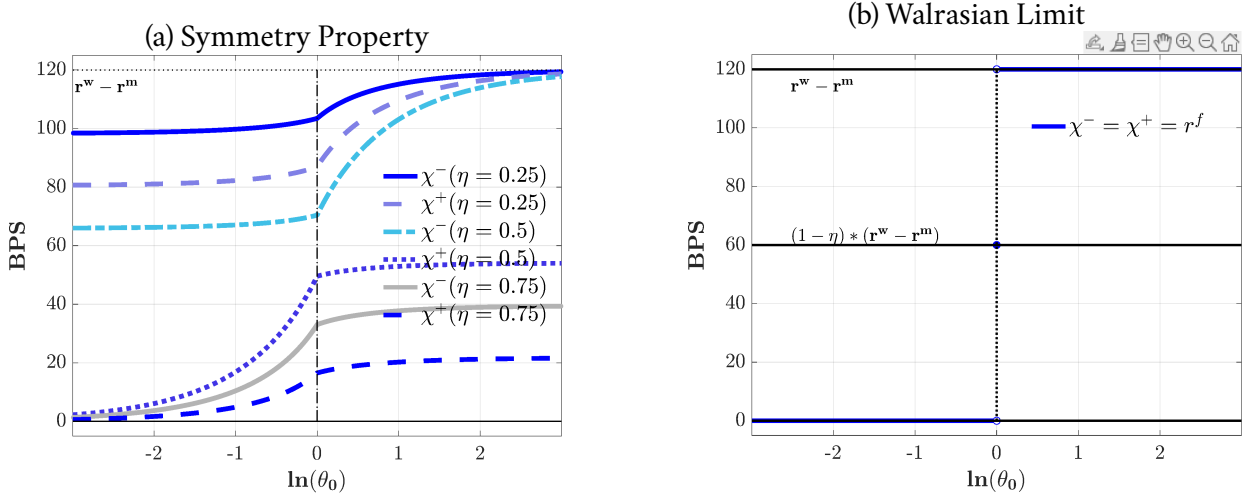 (a) Symmetry Property
120
100
80
60
40
20
0
BPS
r^w − r^m
χ^−(η = 0.25)
χ^+(η = 0.25)
χ^−(η = 0.5)
χ^+(η = 0.5)
χ^−(η = 0.75)
χ^+(η = 0.75)
-2 -1 0 1 2
ln(θ_0)
(b) Walrasian Limit
120
100
80
60
40
20
0
BPS
r^w − r^m
χ^− = χ^+ = r^f
(1 − η) * (r^w − r^m)
-2 -1 0 1 2
ln(θ_0)